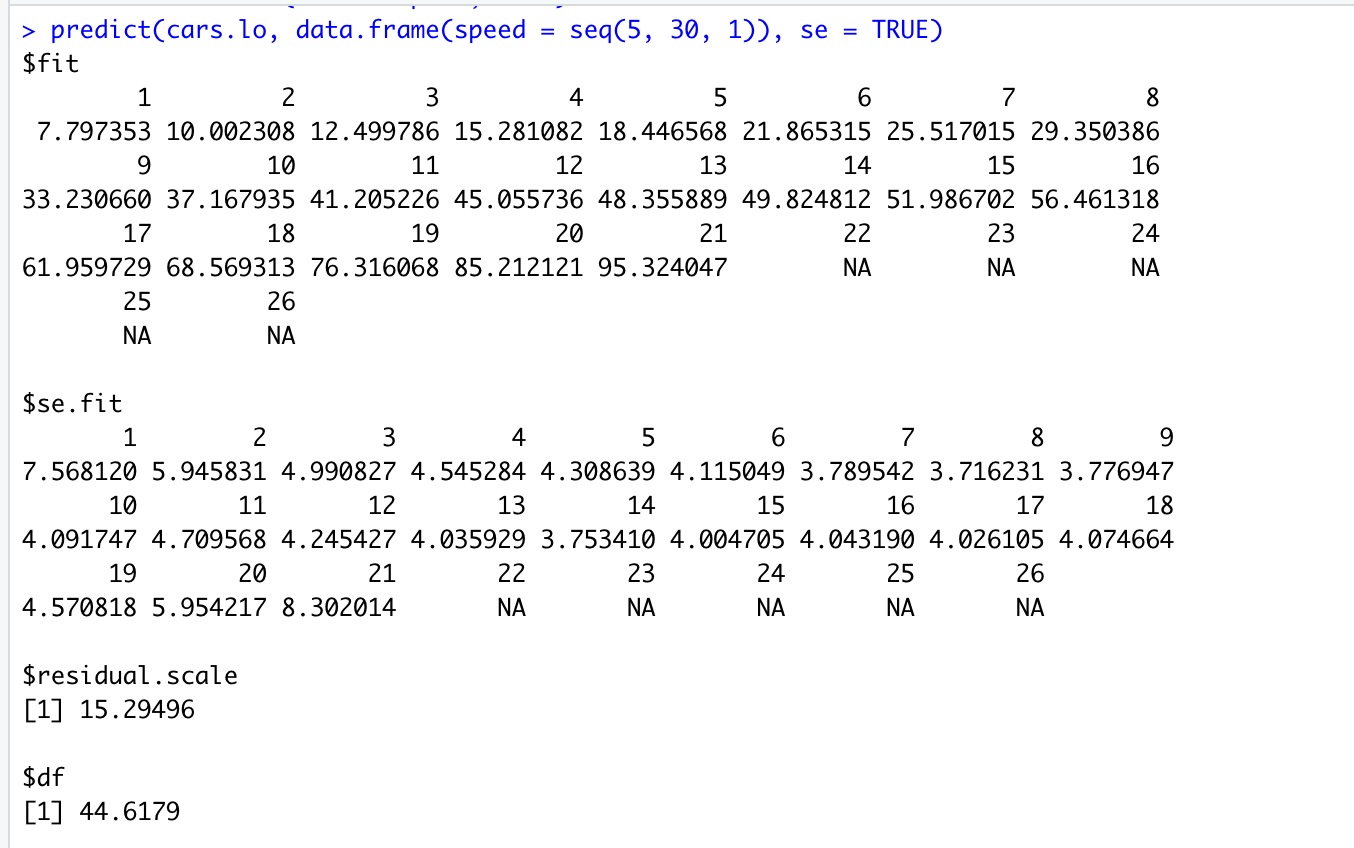 > predict(cars.lo, data.frame(speed = seq(5, 30, 1)), se = TRUE)
$fit
1 2 3 4 5 6 7 8
7.797353 10.002308 12.499786 15.281082 18.446568 21.865315 25.517015 29.350386
9 10 11 12 13 14 15 16
33.230660 37.167935 41.205226 45.055736 48.355889 49.824812 51.986702 56.461318
17 18 19 20 21 22 23 24
61.959729 68.569313 76.316068 85.212121 95.324047 NA NA NA
25 26
NA NA
$se.fit
1 2 3 4 5 6 7 8 9
7.568120 5.945831 4.990827 4.545284 4.308639 4.115049 3.789542 3.716231 3.776947
10 11 12 13 14 15 16 17 18
4.091747 4.709568 4.245427 4.035929 3.753410 4.004705 4.043190 4.026105 4.074664
19 20 21 22 23 24 25 26
4.570818 5.954217 8.302014 NA NA NA NA NA
$residual.scale
[1] 15.29496
$df
[1] 44.6179